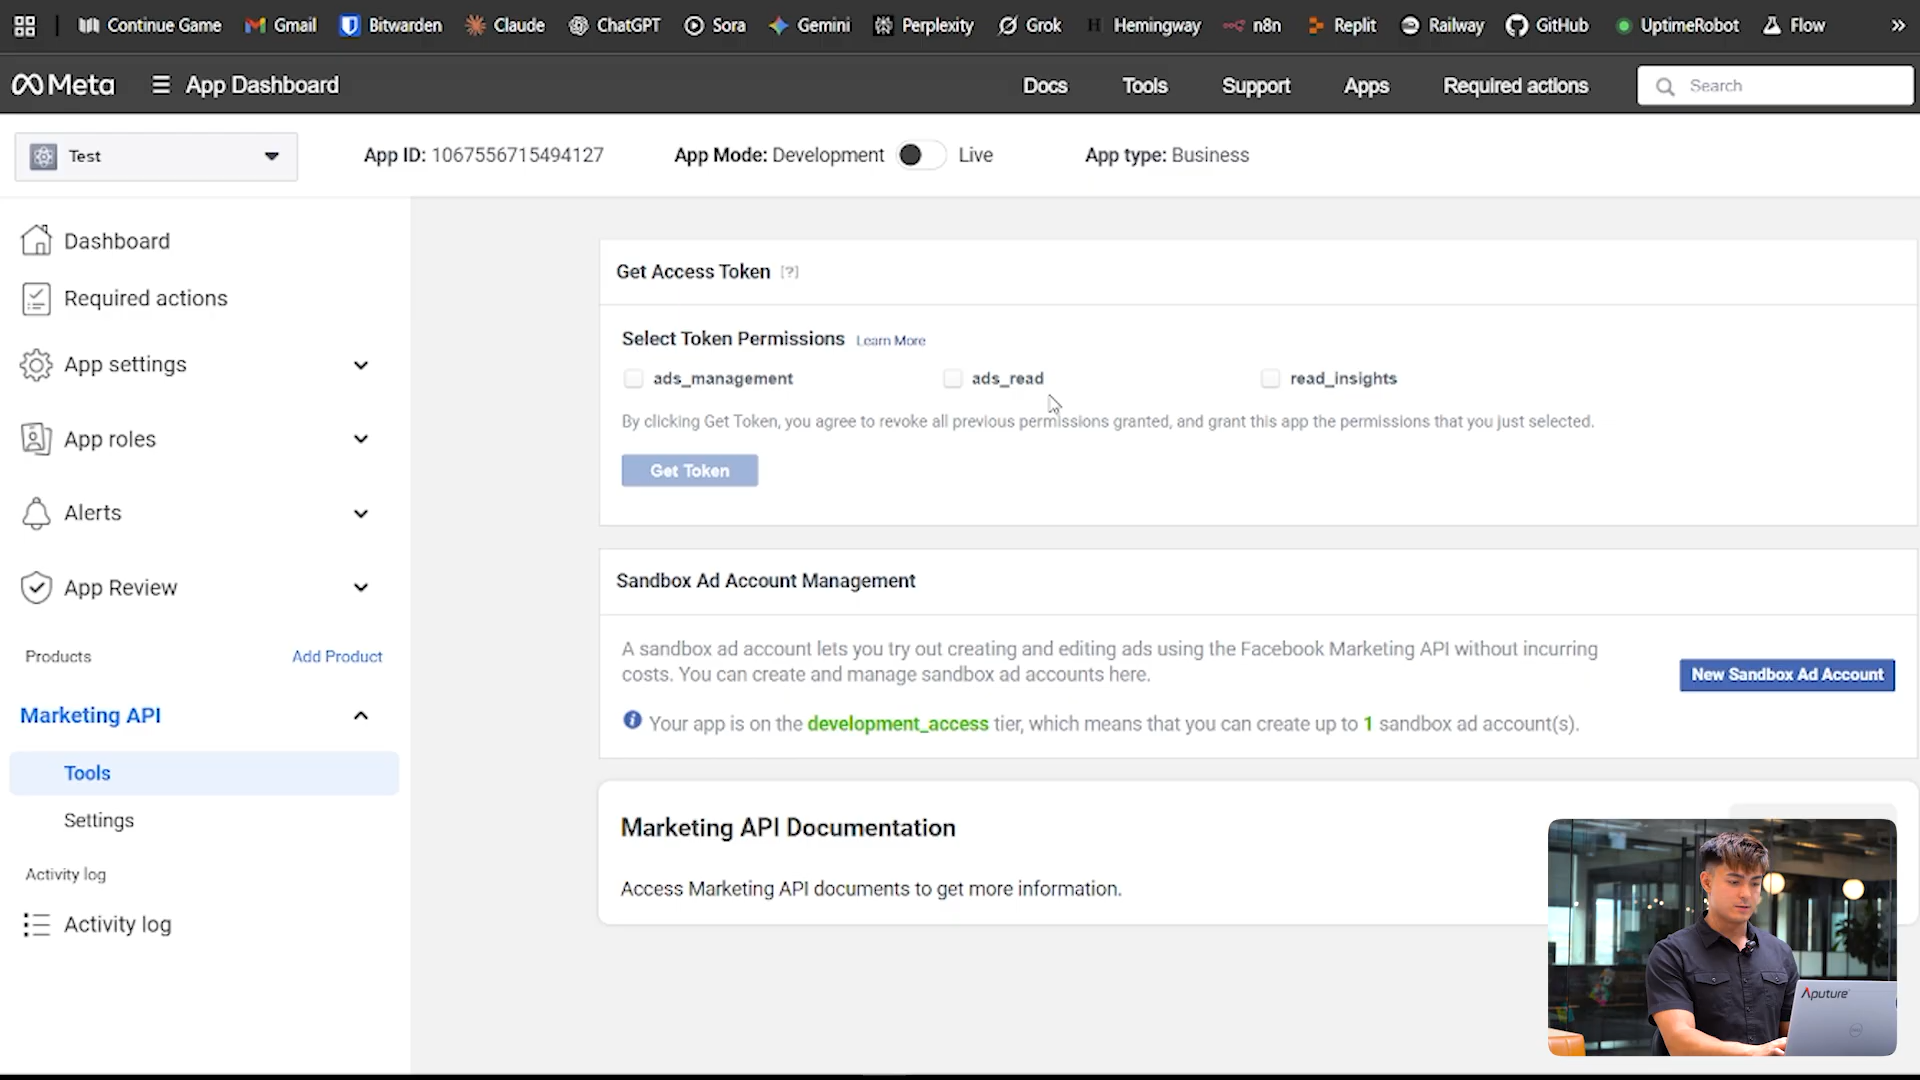 Continue Game Gmail Bitwarden Claude ChatGPT Sora Gemini Perplexity Grok H Hemingway n8n Replit Railway GitHub UptimeRobot Flow »
Meta App Dashboard Docs Tools Support Apps Required actions Search
Test App ID: 1067556715494127 App Mode: Development Live App type: Business
Dashboard
Required actions
App settings
App roles
Alerts
App Review
Products Add Product
Marketing API
Tools
Settings
Activity log
Activity log
Get Access Token [?]
Select Token Permissions Learn More
ads_management ads_read read_insights
By clicking Get Token, you agree to revoke all previous permissions granted, and grant this app the permissions that you just selected.
Get Token
Sandbox Ad Account Management
A sandbox ad account lets you try out creating and editing ads using the Facebook Marketing API without incurring
costs. You can create and manage sandbox ad accounts here.
New Sandbox Ad Account
Your app is on the development_access tier, which means that you can create up to 1 sandbox ad account(s).
Marketing API Documentation
Access Marketing API documents to get more information.
Aputure
DELL